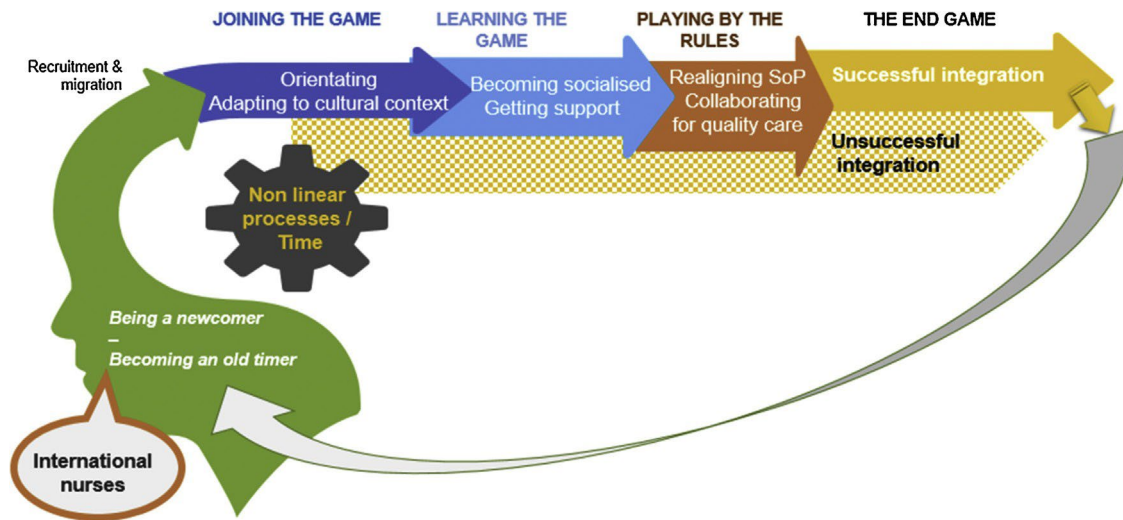 JOINING THE GAME
LEARNING THE
GAME
PLAYING BY THE
RULES
THE END GAME
Recruitment &
migration
Orientating
Adapting to cultural context
Becoming socialised
Getting support
Realigning SoP
Collaborating
for quality care
Successful integration
Unsuccessful
integration
Non linear
processes /
Time
Being a newcomer
–
Becoming an old timer
International
nurses